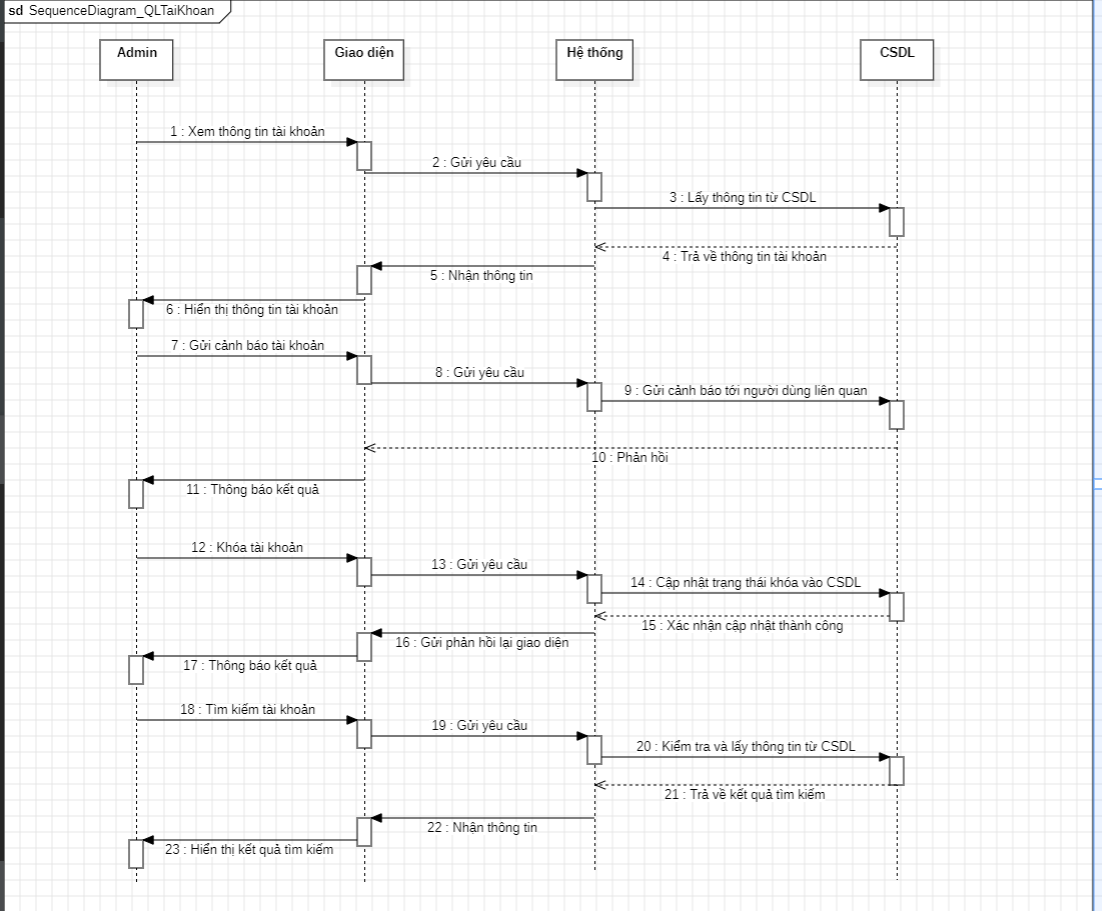 sd SequenceDiagram_QLTaiKhoan
Admin
Giao diện
Hệ thống
CSDL
1 : Xem thông tin tài khoản
2 : Gửi yêu cầu
3 : Lấy thông tin từ CSDL
4 : Trả về thông tin tài khoản
5 : Nhận thông tin
6 : Hiển thị thông tin tài khoản
7 : Gửi cảnh báo tài khoản
8 : Gửi yêu cầu
9 : Gửi cảnh báo tới người dùng liên quan
10 : Phản hồi
11 : Thông báo kết quả
12 : Khóa tài khoản
13 : Gửi yêu cầu
14 : Cập nhật trạng thái khóa vào CSDL
15 : Xác nhận cập nhật thành công
16 : Gửi phản hồi lại giao diện
17 : Thông báo kết quả
18 : Tìm kiếm tài khoản
19 : Gửi yêu cầu
20 : Kiểm tra và lấy thông tin từ CSDL
21 : Trả về kết quả tìm kiếm
22 : Nhận thông tin
23 : Hiển thị kết quả tìm kiếm